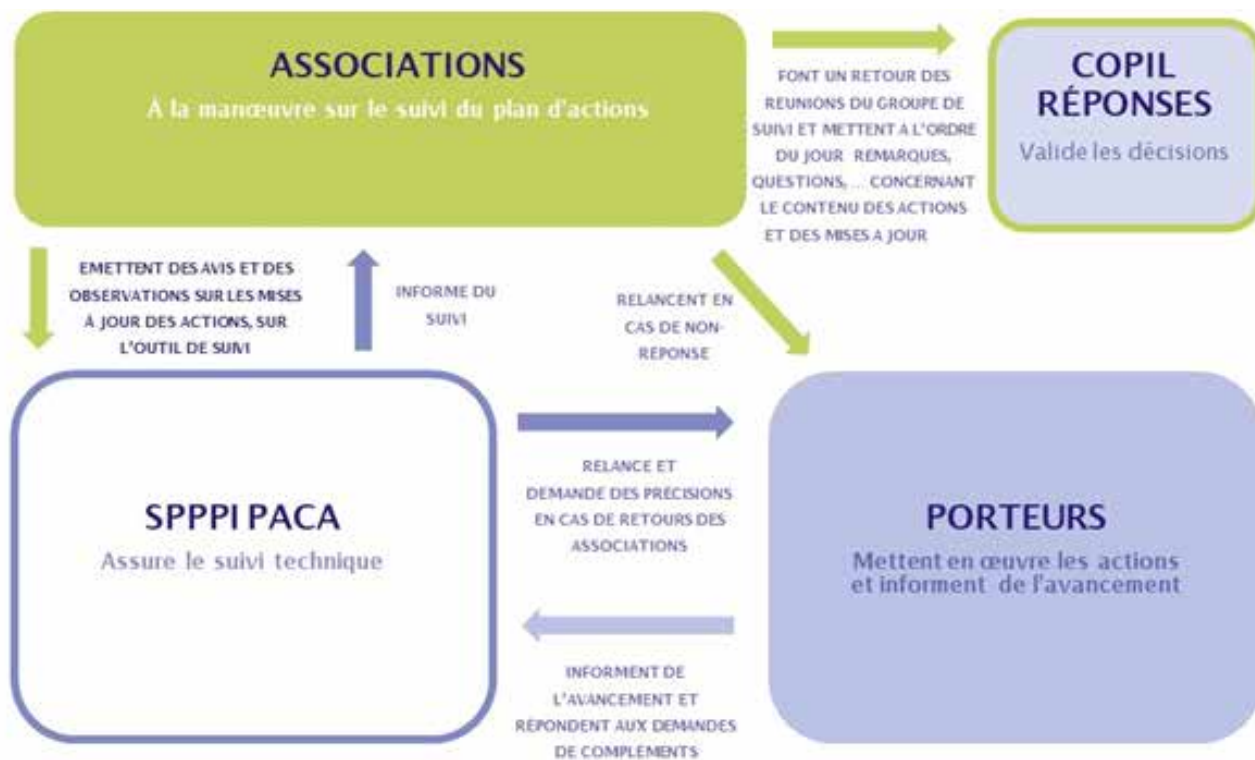 ASSOCIATIONS
À la manœuvre sur le suivi du plan d'actions
FONT UN RETOUR DES
REUNIONS DU GROUPE DE
SUIVI ET METTENT A L'ORDRE
DU JOUR REMARQUES,
QUESTIONS, ... CONCERNANT
LE CONTENU DES ACTIONS
ET DES MISES A JOUR
COPIL
RÉPONSES
Valide les décisions
EMETTENT DES AVIS ET DES
OBSERVATIONS SUR LES MISES
À JOUR DES ACTIONS, SUR
L'OUTIL DE SUIVI
INFORME DU
SUIVI
RELANCENT EN
CAS DE NON-
RÉPONSE
SPPPI PACA
Assure le suivi technique
RELANCE ET
DEMANDE DES PRÉCISIONS
EN CAS DE RETOURS DES
ASSOCIATIONS
PORTEURS
Mettent en œuvre les actions
et informent de l'avancement
INFORMENT DE
L'AVANCEMENT ET
RÉPONDENT AUX DEMANDES
DE COMPLÉMENTS